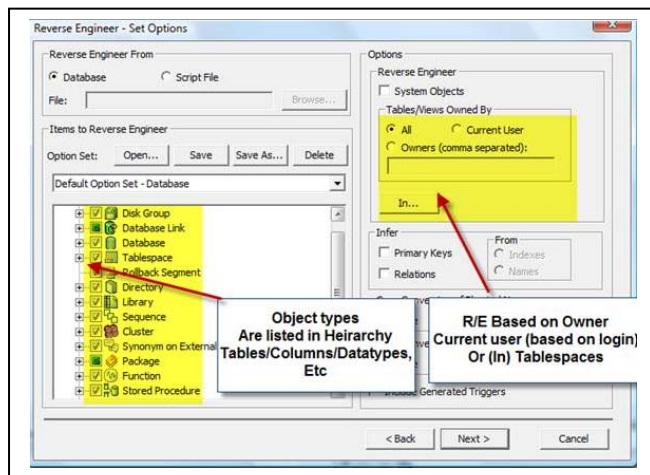 Reverse Engineer - Set Options
Reverse Engineer From
Database
Script File
File:
Browse...
Items to Reverse Engineer
Option Set:
Open...
Save
Save As...
Delete
Default Option Set - Database
Disk Group
Database Link
Database
Tablespace
Rollback Segment
Directory
Library
Sequence
Cluster
Synonym on External
Package
Function
Stored Procedure
Options
Reverse Engineer
System Objects
Tables/Views Owned By
All
Current User
Owners (comma separated):
In...
Infer
Primary Keys
Relations
From
Indexes
Names
Object types
Are listed in Heirarchy
Tables/Columns/Datatypes,
Etc
R/E Based on Owner
Current user (based on login)
Or (In) Tablespaces
Include Generated Triggers
< Back
Next >
Cancel